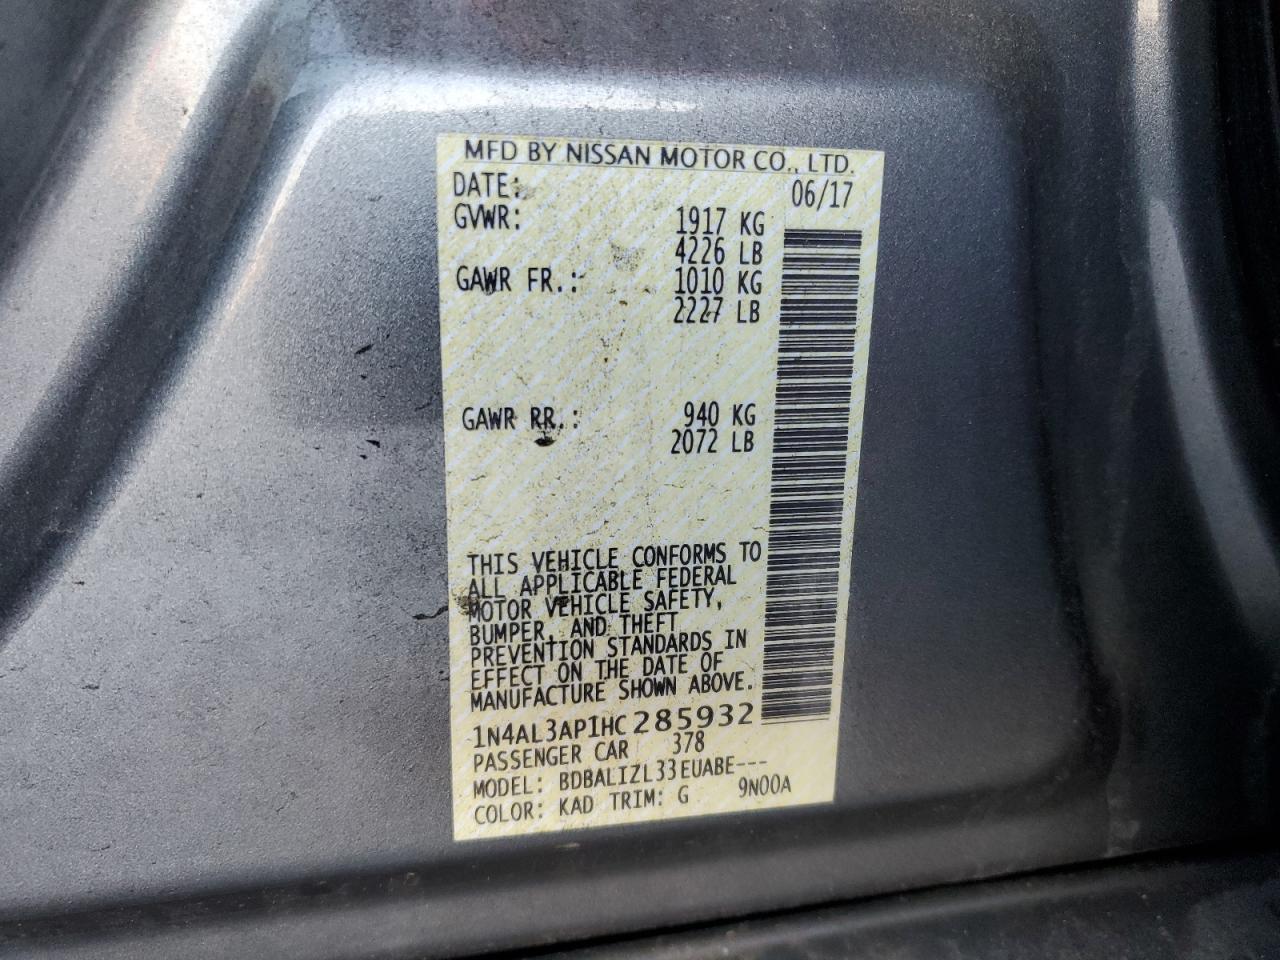 MFD BY NISSAN MOTOR CO., LTD.
DATE: 06/17
GVWR: 1917 KG
4226 LB
GAWR FR.: 1010 KG
2227 LB
GAWR RR.: 940 KG
2072 LB
THIS VEHICLE CONFORMS TO
ALL APPLICABLE FEDERAL
MOTOR VEHICLE SAFETY,
BUMPER, AND THEFT
PREVENTION STANDARDS IN
EFFECT ON THE DATE OF
MANUFACTURE SHOWN ABOVE.
1N4AL3AP1HC285932
PASSENGER CAR 378
MODEL: BDBALIZL33EUABE---
COLOR: KAD TRIM: G 9N00A